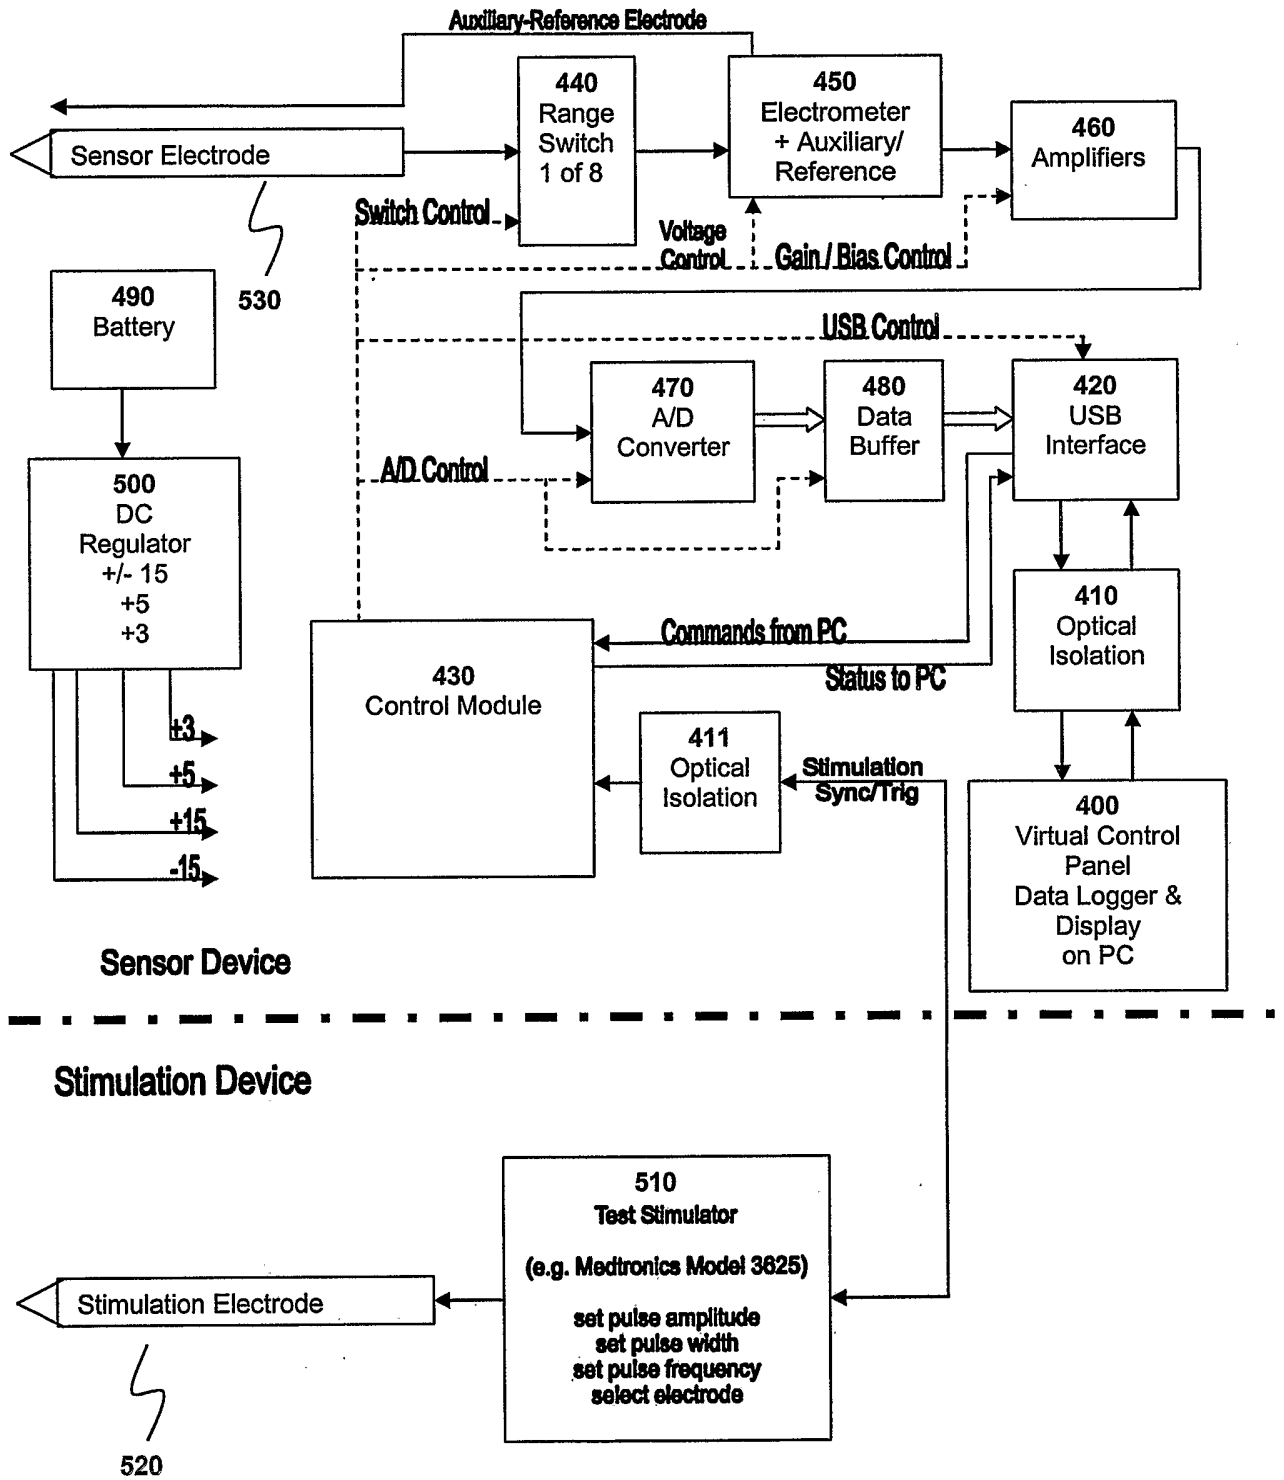 Auxiliary-Reference Electrode
440
Range
Switch
1 of 8
450
Electrometer
+ Auxiliary/
Reference
460
Amplifiers
Sensor Electrode
530
Switch Control
Voltage
Control
Gain / Bias Control
490
Battery
USB Control
470
A/D
Converter
480
Data
Buffer
420
USB
Interface
A/D Control
500
DC
Regulator
+/- 15
+5
+3
+3
+5
+15
-15
410
Optical
Isolation
Commands from PC
Status to PC
430
Control Module
411
Optical
Isolation
Stimulation
Sync/Trig
400
Virtual Control
Panel
Data Logger &
Display
on PC
Sensor Device
Stimulation Device
510
Test Stimulator
(e.g. Medtronics Model 3625)
set pulse amplitude
set pulse width
set pulse frequency
select electrode
Stimulation Electrode
520